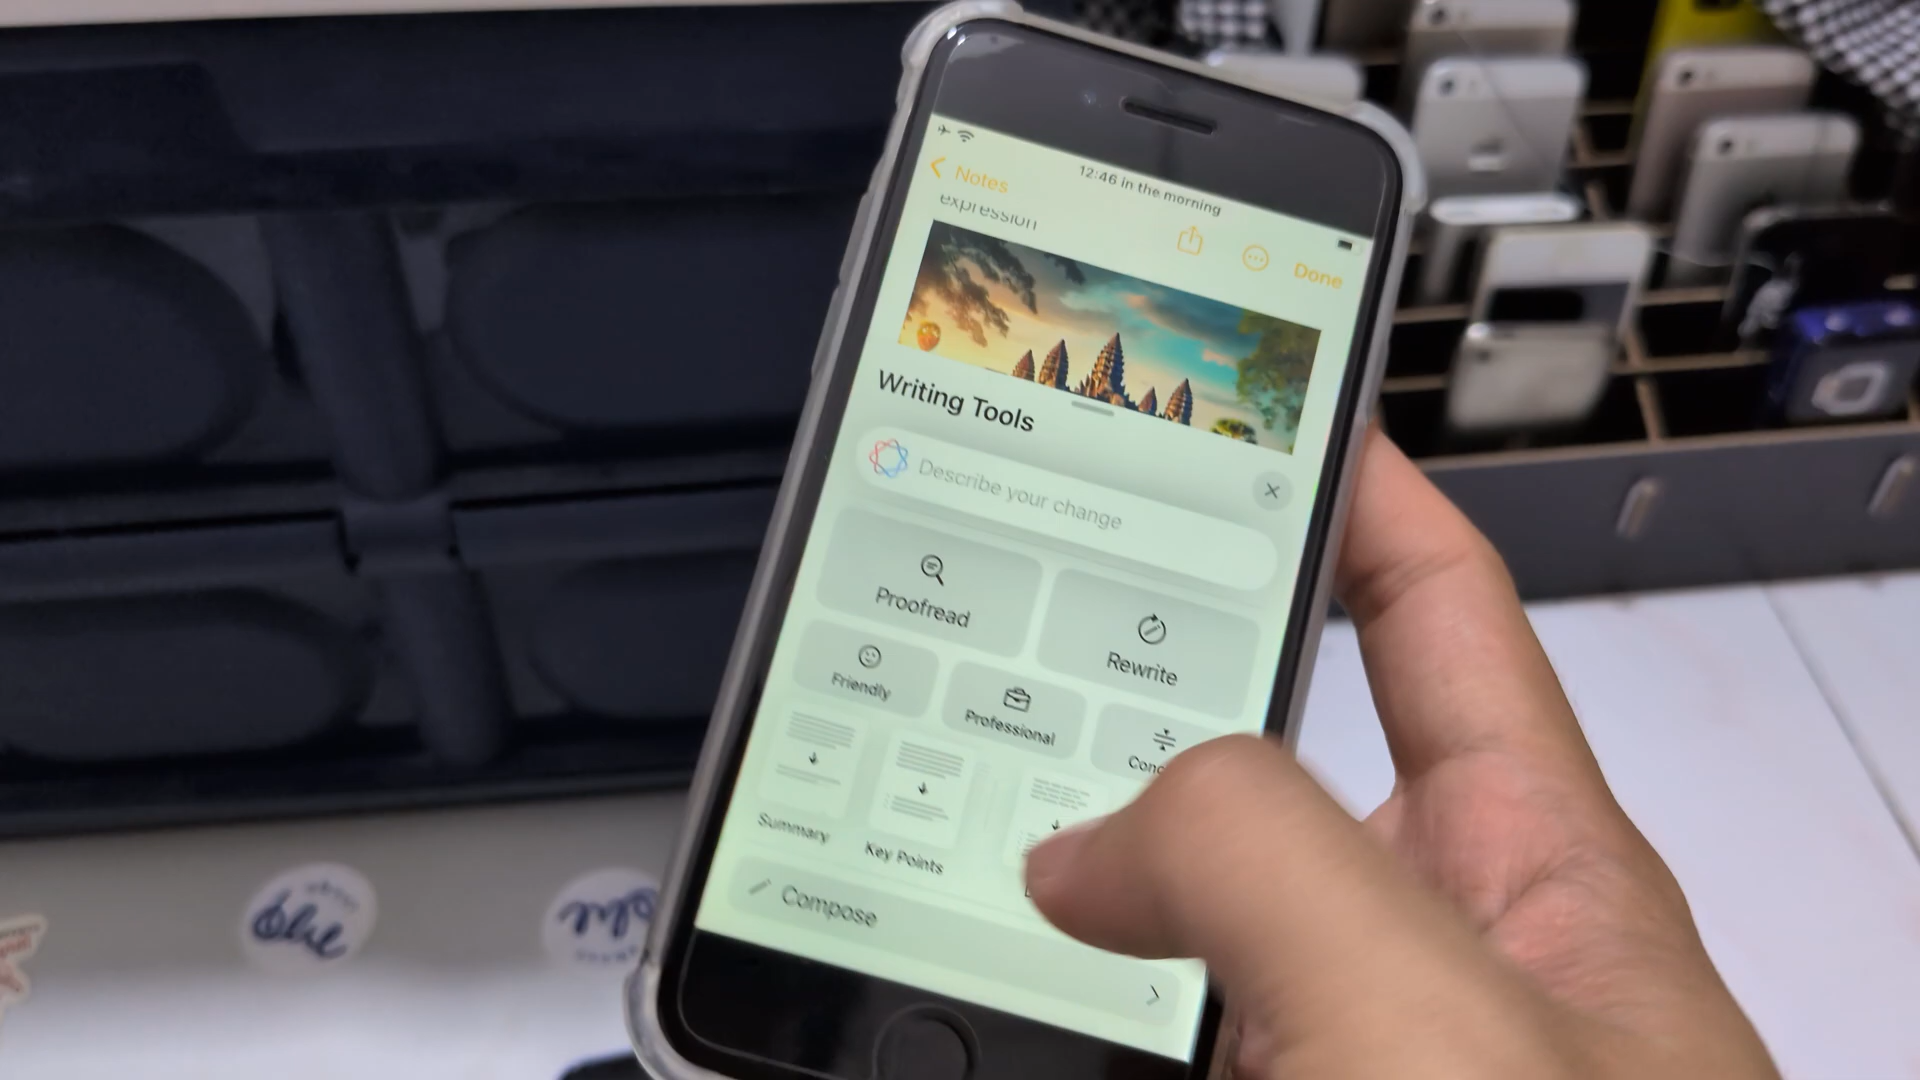 12:46 in the morning
Notes
expression
Done
Writing Tools
Describe your change
Proofread
Rewrite
Friendly
Professional
Conc
Summary
Key Points
Compose